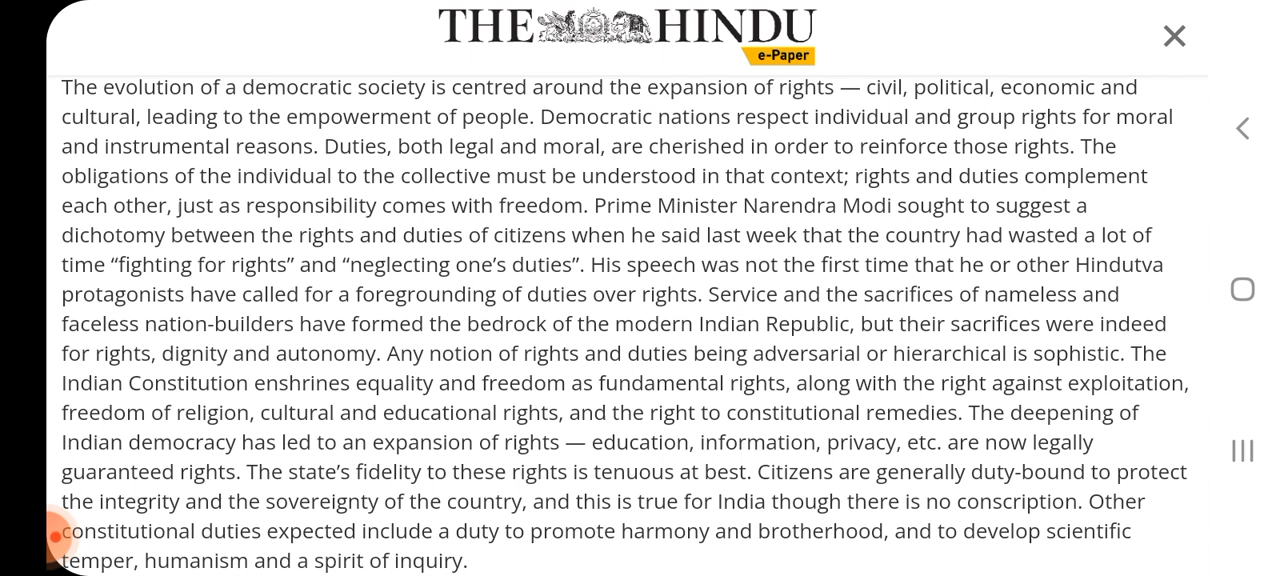 THE HINDU
e-Paper
The evolution of a democratic society is centred around the expansion of rights — civil, political, economic and
cultural, leading to the empowerment of people. Democratic nations respect individual and group rights for moral
and instrumental reasons. Duties, both legal and moral, are cherished in order to reinforce those rights. The
obligations of the individual to the collective must be understood in that context; rights and duties complement
each other, just as responsibility comes with freedom. Prime Minister Narendra Modi sought to suggest a
dichotomy between the rights and duties of citizens when he said last week that the country had wasted a lot of
time “fighting for rights” and “neglecting one’s duties”. His speech was not the first time that he or other Hindutva
protagonists have called for a foregrounding of duties over rights. Service and the sacrifices of nameless and
faceless nation-builders have formed the bedrock of the modern Indian Republic, but their sacrifices were indeed
for rights, dignity and autonomy. Any notion of rights and duties being adversarial or hierarchical is sophistic. The
Indian Constitution enshrines equality and freedom as fundamental rights, along with the right against exploitation,
freedom of religion, cultural and educational rights, and the right to constitutional remedies. The deepening of
Indian democracy has led to an expansion of rights — education, information, privacy, etc. are now legally
guaranteed rights. The state’s fidelity to these rights is tenuous at best. Citizens are generally duty-bound to protect
the integrity and the sovereignty of the country, and this is true for India though there is no conscription. Other
constitutional duties expected include a duty to promote harmony and brotherhood, and to develop scientific
temper, humanism and a spirit of inquiry.